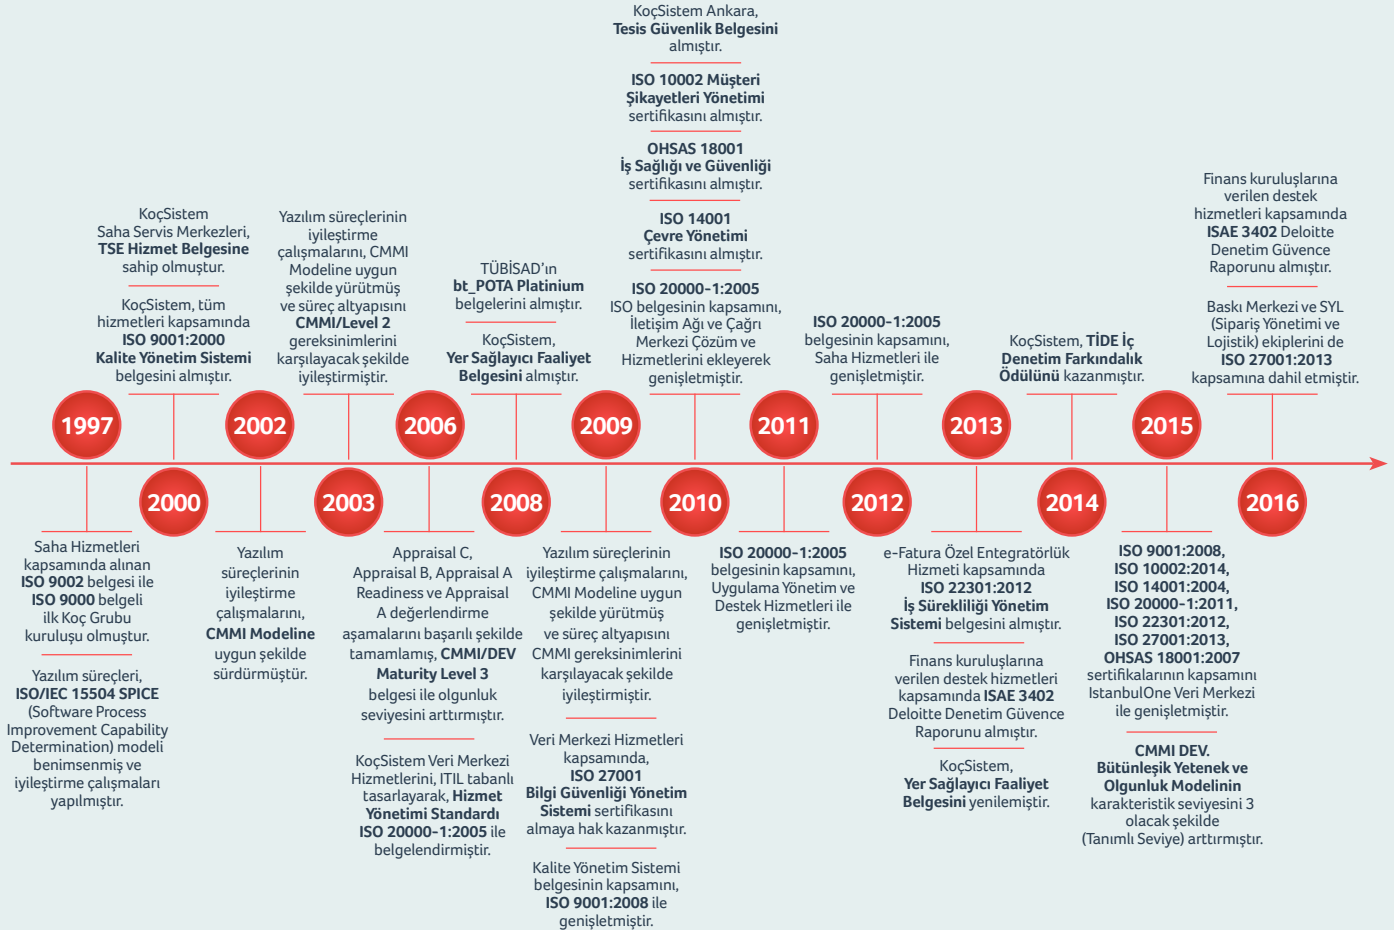 1997
Saha Hizmetleri
kapsamında alınan
ISO 9002 belgesi ile
ISO 9000 belgeli
ilk Koç Grubu
kuruluşu olmuştur.
Yazılım süreçleri,
ISO/IEC 15504 SPICE
(Software Process
Improvement Capability
Determination) modeli
benimsenmiş ve
iyileştirme çalışmaları
yapılmıştır.
KoçSistem
Saha Servis Merkezleri,
TSE Hizmet Belgesine
sahip olmuştur.
KoçSistem, tüm
hizmetleri kapsamında
ISO 9001:2000
Kalite Yönetim Sistemi
belgesini almıştır.
2000
2002
Yazılım
süreçlerinin
iyileştirme
çalışmalarını,
CMMI Modeline
uygun şekilde
sürdürmüştür.
Yazılım süreçlerinin
iyileştirme
çalışmalarını, CMMI
Modeline uygun
şekilde yürütmüş
ve süreç altyapısını
CMMI/Level 2
gereksinimlerini
karşılayacak şekilde
iyileştirmiştir.
2003
2006
Appraisal C,
Appraisal B, Appraisal A
Readiness ve Appraisal
A değerlendirme
aşamalarını başarılı şekilde
tamamlamış, CMMI/DEV
Maturity Level 3
belgesi ile olgunluk
seviyesini arttırmıştır.
KoçSistem Veri Merkezi
Hizmetlerini, ITIL tabanlı
tasarlayarak, Hizmet
Yönetimi Standardı
ISO 20000-1:2005 ile
belgelendirmiştir.
TÜBİSAD'ın
bt_POTA Platinium
belgelerini almıştır.
KoçSistem,
Yer Sağlayıcı Faaliyet
Belgesini almıştır.
2008
2009
Yazılım süreçlerinin
iyileştirme çalışmalarını,
CMMI Modeline uygun
şekilde yürütmüş
ve süreç altyapısını
CMMI gereksinimlerini
karşılayacak şekilde
iyileştirmiştir.
Veri Merkezi Hizmetleri
kapsamında,
ISO 27001
Bilgi Güvenliği Yönetim
Sistemi sertifikasını
almaya hak kazanmıştır.
Kalite Yönetim Sistemi
belgesinin kapsamını,
ISO 9001:2008 ile
genişletmiştir.
KoçSistem Ankara,
Tesis Güvenlik Belgesini
almıştır.
ISO 10002 Müşteri
Şikayetleri Yönetimi
sertifikasını almıştır.
OHSAS 18001
İş Sağlığı ve Güvenliği
sertifikasını almıştır.
ISO 14001
Çevre Yönetimi
sertifikasını almıştır.
ISO 20000-1:2005
ISO belgesinin kapsamını,
İletişim Ağı ve Çağrı
Merkezi Çözüm ve
Hizmetlerini ekleyerek
genişletmiştir.
2010
2011
ISO 20000-1:2005
belgesinin kapsamını,
Uygulama Yönetim ve
Destek Hizmetleri ile
genişletmiştir.
ISO 20000-1:2005
belgesinin kapsamını,
Saha Hizmetleri ile
genişletmiştir.
2012
2013
e-Fatura Özel Entegratörlük
Hizmeti kapsamında
ISO 22301:2012
İş Sürekliliği Yönetim
Sistemi belgesini almıştır.
Finans kuruluşlarına
verilen destek hizmetleri
kapsamında ISAE 3402
Deloitte Denetim Güvence
Raporunu almıştır.
KoçSistem,
Yer Sağlayıcı Faaliyet
Belgesini yenilemiştir.
KoçSistem, TİDE İç
Denetim Farkındalık
Ödülünü kazanmıştır.
2014
2015
ISO 9001:2008,
ISO 10002:2014,
ISO 14001:2004,
ISO 20000-1:2011,
ISO 22301:2012,
ISO 27001:2013,
OHSAS 18001:2007
sertifikalarının kapsamını
IstanbulOne Veri Merkezi
ile genişletmiştir.
CMMI DEV.
Bütünleşik Yetenek ve
Olgunluk Modelinin
karakteristik seviyesini 3
olacak şekilde
(Tanımlı Seviye) arttırmıştır.
Finans kuruluşlarına
verilen destek
hizmetleri kapsamında
ISAE 3402 Deloitte
Denetim Güvence
Raporunu almıştır.
Baskı Merkezi ve SYL
(Sipariş Yönetimi ve
Lojistik) ekiplerini de
ISO 27001:2013
kapsamına dahil etmiştir.
2016